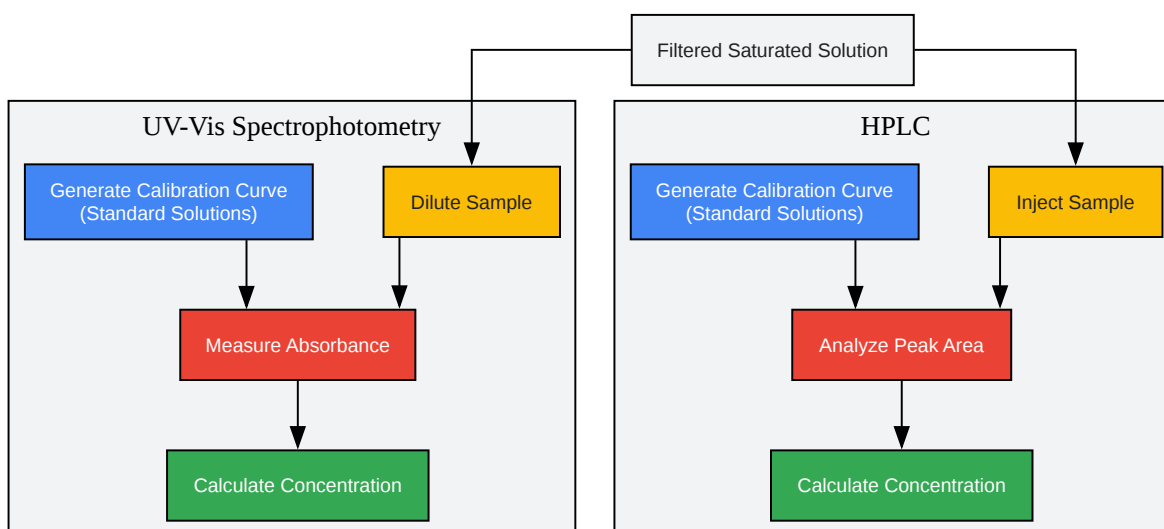 Filtered Saturated Solution
UV-Vis Spectrophotometry
Generate Calibration Curve
(Standard Solutions)
Dilute Sample
Measure Absorbance
Calculate Concentration
HPLC
Generate Calibration Curve
(Standard Solutions)
Inject Sample
Analyze Peak Area
Calculate Concentration